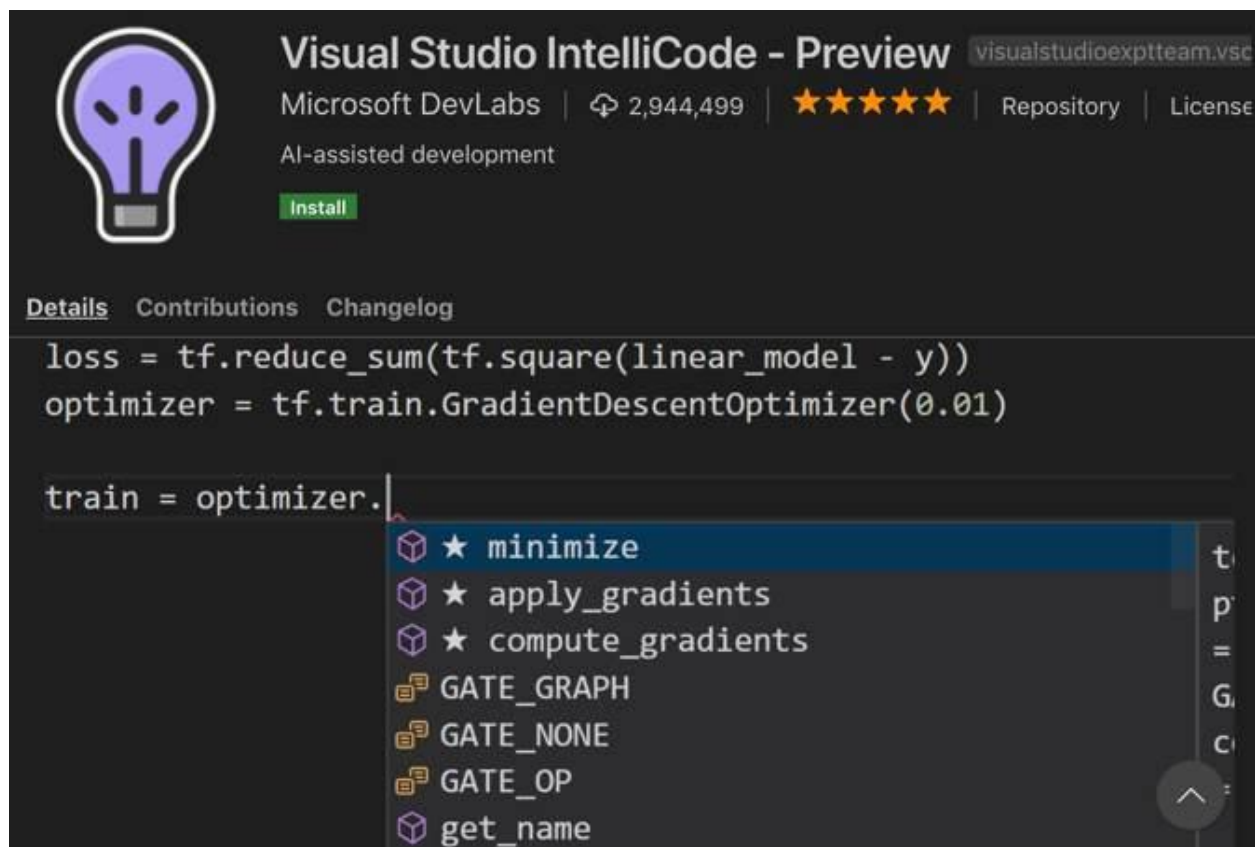 Visual Studio IntelliCode - Preview visualstudioexptteam.vsc
Microsoft DevLabs | 2,944,499 | ★★★★★ | Repository | License
AI-assisted development
Install
Details Contributions Changelog
loss = tf.reduce_sum(tf.square(linear_model - y))
optimizer = tf.train.GradientDescentOptimizer(0.01)
train = optimizer.
★ minimize
★ apply_gradients
★ compute_gradients
GATE_GRAPH
GATE_NONE
GATE_OP
get_name